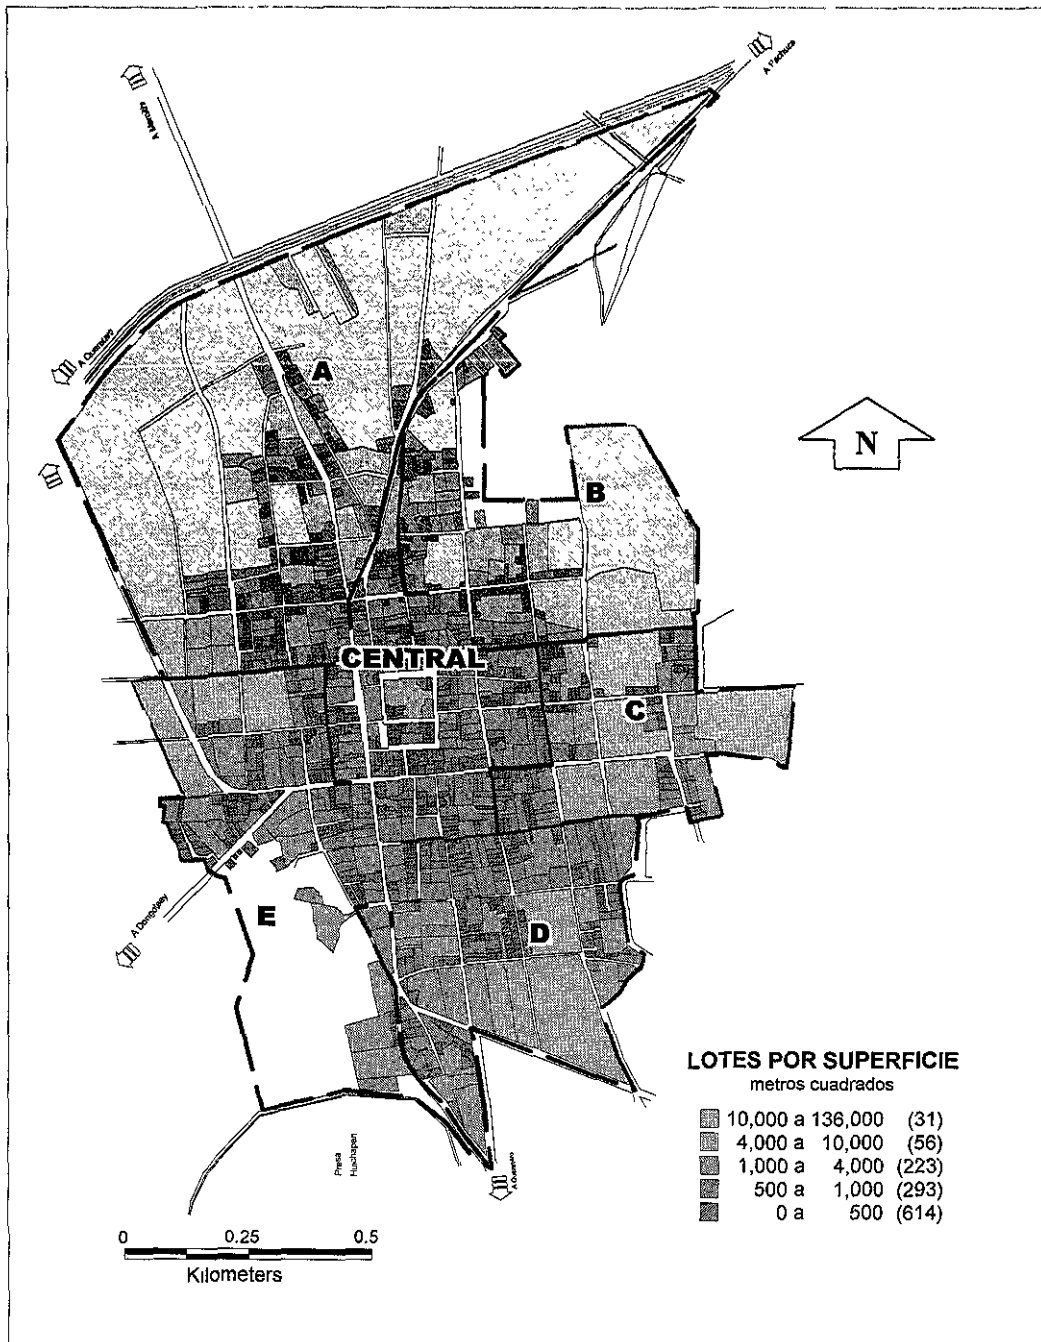 A Pachuca
A Querétaro
A
N
B
CENTRAL
C
E
D
A Dongdeey
LOTES POR SUPERFICIE
metros cuadrados
10,000 a 136,000 (31)
4,000 a 10,000 (56)
1,000 a 4,000 (223)
500 a 1,000 (293)
0 a 500 (614)
Presa
Huichapan
0 0.25 0.5
Kilometers